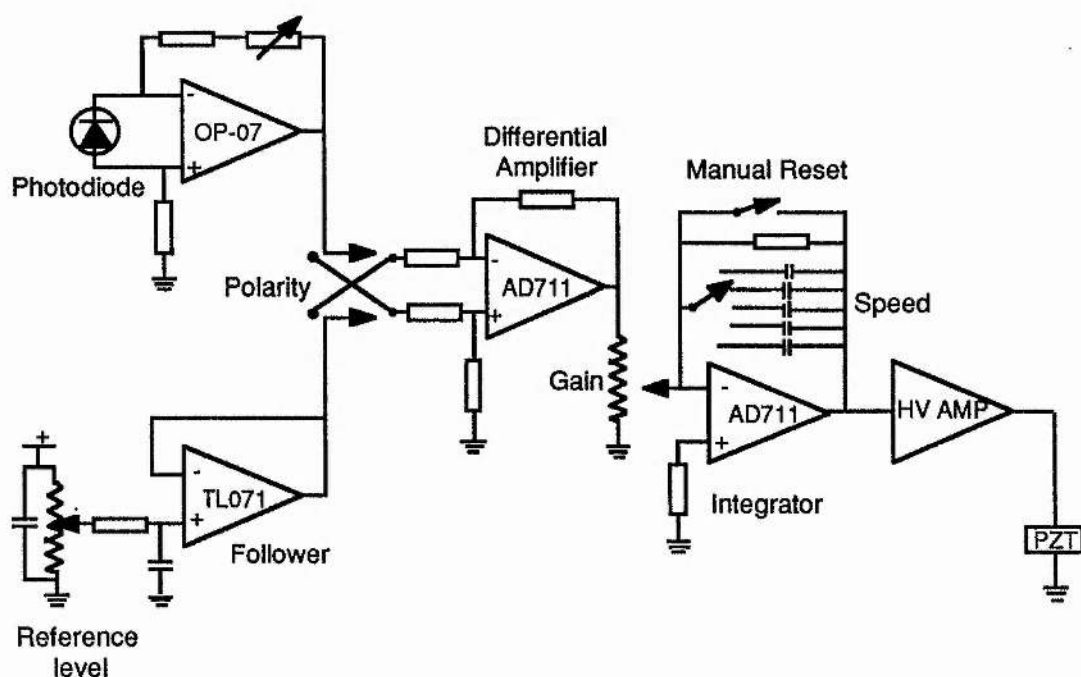 -
OP-07
+
Photodiode
Differential
Amplifier
Manual Reset
Polarity
-
AD711
+
Speed
Gain
-
AD711
+
HV AMP
Integrator
PZT
+
-
TL071
+
Follower
Reference
level